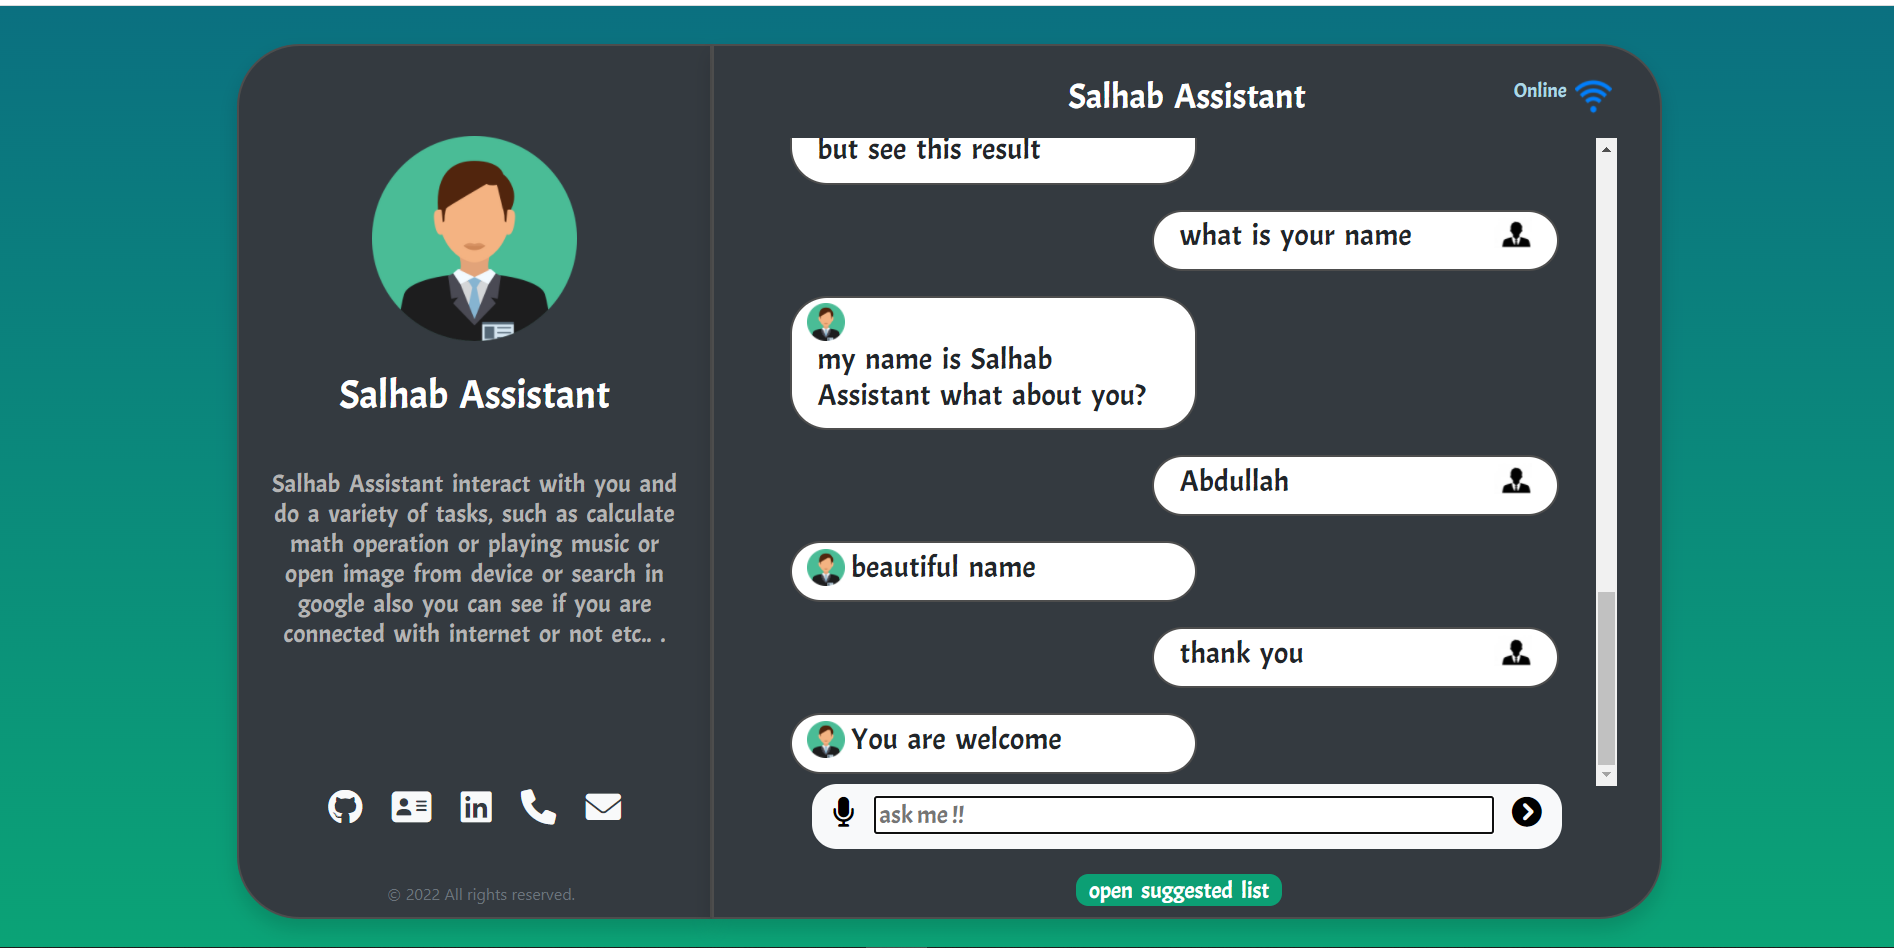 Salhab Assistant
Salhab Assistant interact with you and
do a variety of tasks, such as calculate
math operation or playing music or
open image from device or search in
google also you can see if you are
connected with internet or not etc.. .
© 2022 All rights reserved.
Salhab Assistant
Online
but see this result
what is your name
my name is Salhab
Assistant what about you?
Abdullah
beautiful name
thank you
You are welcome
ask me !!
open suggested list